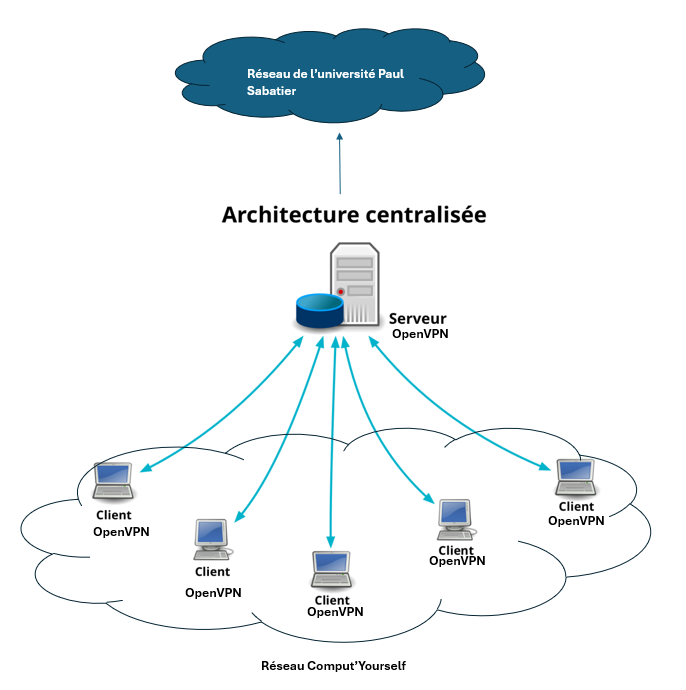 Réseau de l'université Paul
Sabatier
Architecture centralisée
Serveur
OpenVPN
Client
OpenVPN
Client
OpenVPN
Client
OpenVPN
Client
OpenVPN
Client
OpenVPN
Réseau Comput'Yourself